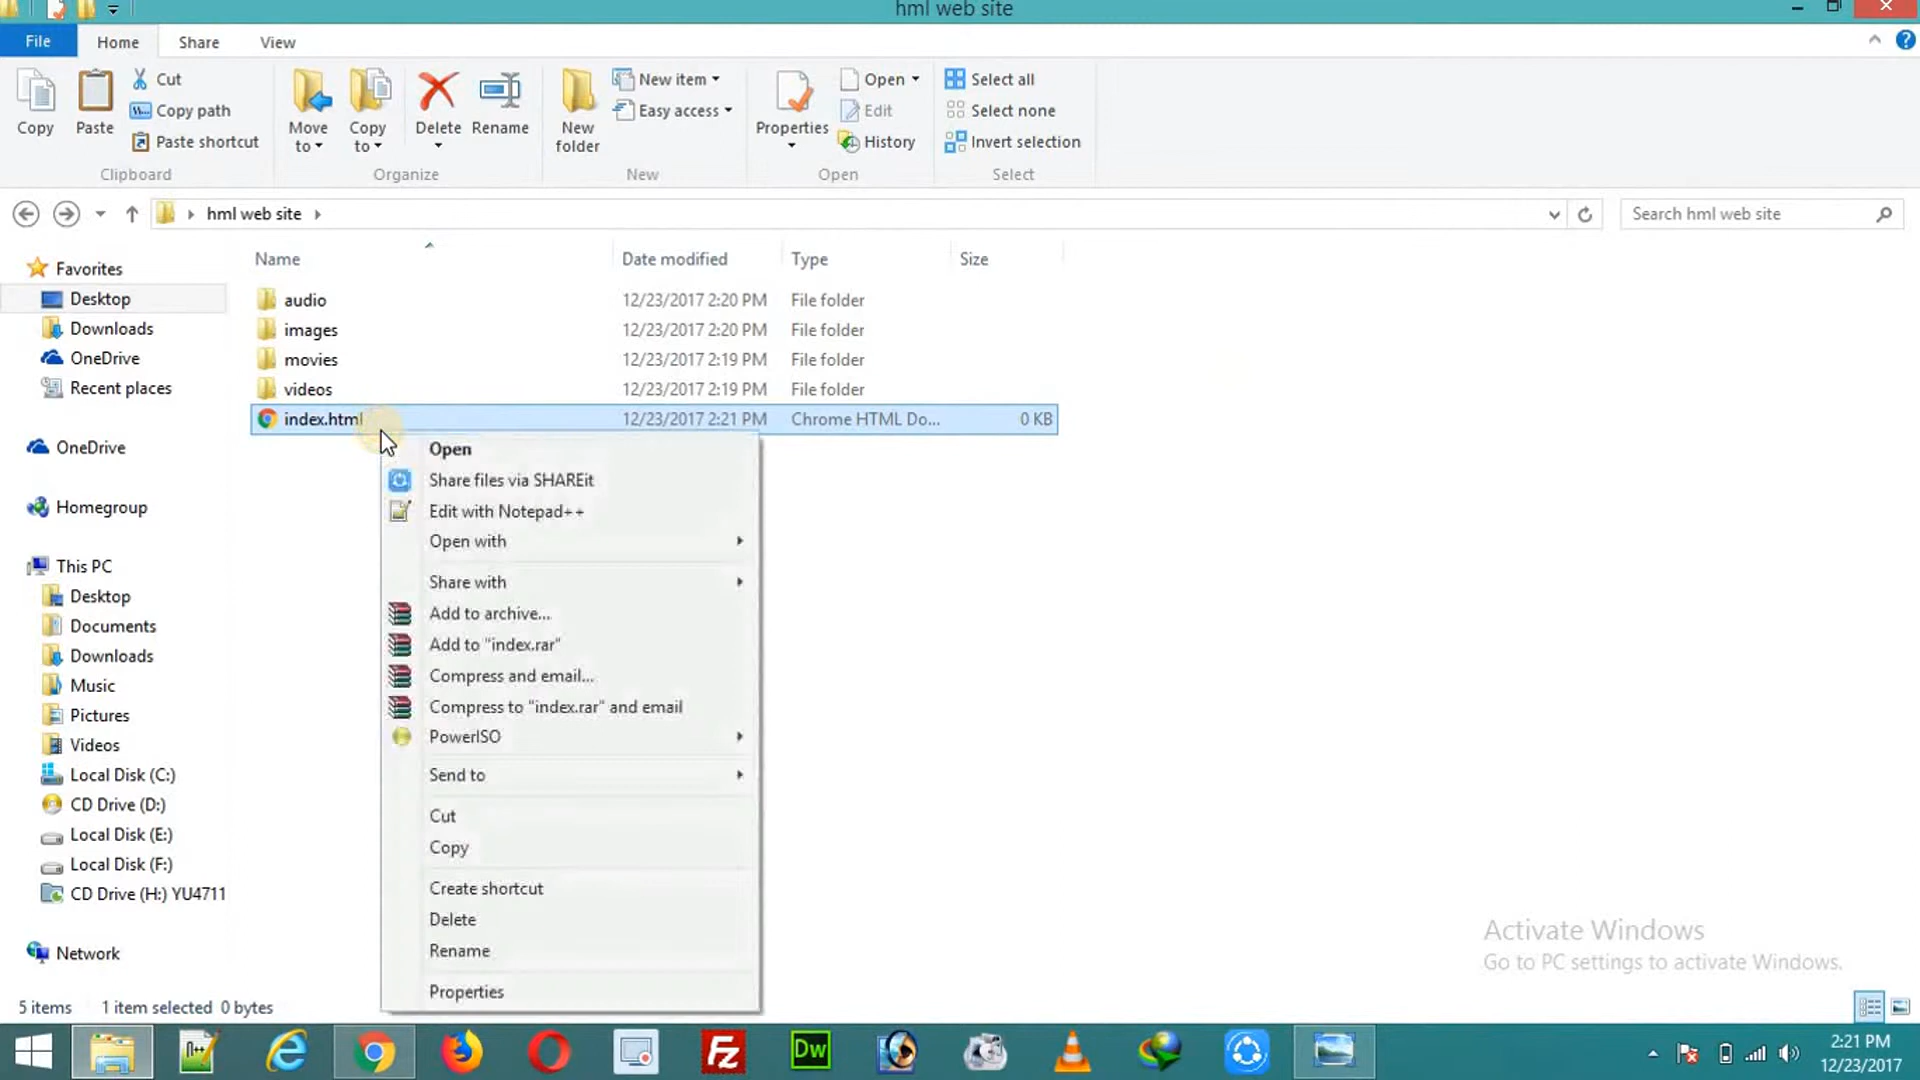 hml web site
File
Home
Share
View
Copy
Paste
Cut
Copy path
Paste shortcut
Clipboard
Move to
Copy to
Delete
Rename
Organize
New folder
New item
Easy access
New
Properties
Open
Edit
History
Open
Select all
Select none
Invert selection
Select
hml web site
Search hml web site
Name Date modified Type Size
audio 12/23/2017 2:20 PM File folder
images 12/23/2017 2:20 PM File folder
movies 12/23/2017 2:19 PM File folder
videos 12/23/2017 2:19 PM File folder
index.html 12/23/2017 2:21 PM Chrome HTML Do... 0 KB
Favorites
Desktop
Downloads
OneDrive
Recent places
OneDrive
Homegroup
This PC
Desktop
Documents
Downloads
Music
Pictures
Videos
Local Disk (C:)
CD Drive (D:)
Local Disk (E:)
Local Disk (F:)
CD Drive (H:) YU4711
Network
Open
Share files via SHAREit
Edit with Notepad++
Open with
Share with
Add to archive...
Add to "index.rar"
Compress and email...
Compress to "index.rar" and email
PowerISO
Send to
Cut
Copy
Create shortcut
Delete
Rename
Properties
Activate Windows
Go to PC settings to activate Windows.
5 items 1 item selected 0 bytes
n++
Fz
Dw
2:21 PM
12/23/2017